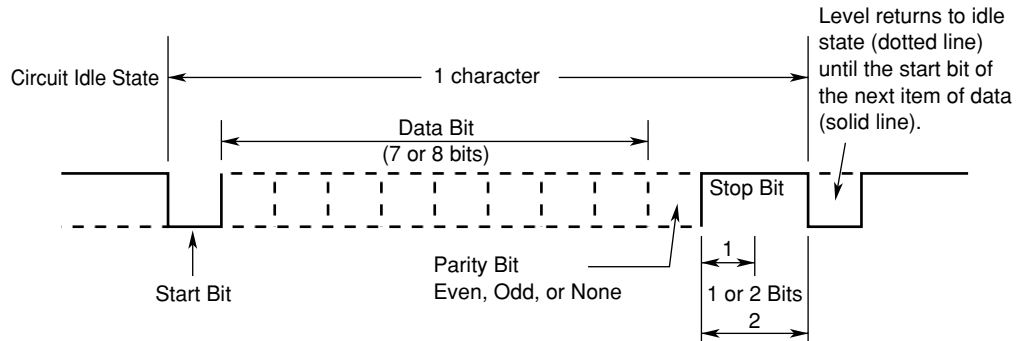 Level returns to idle
state (dotted line)
until the start bit of
the next item of data
(solid line).
Circuit Idle State
1 character
Data Bit
(7 or 8 bits)
Stop Bit
1
Start Bit
Parity Bit
Even, Odd, or None
1 or 2 Bits
2